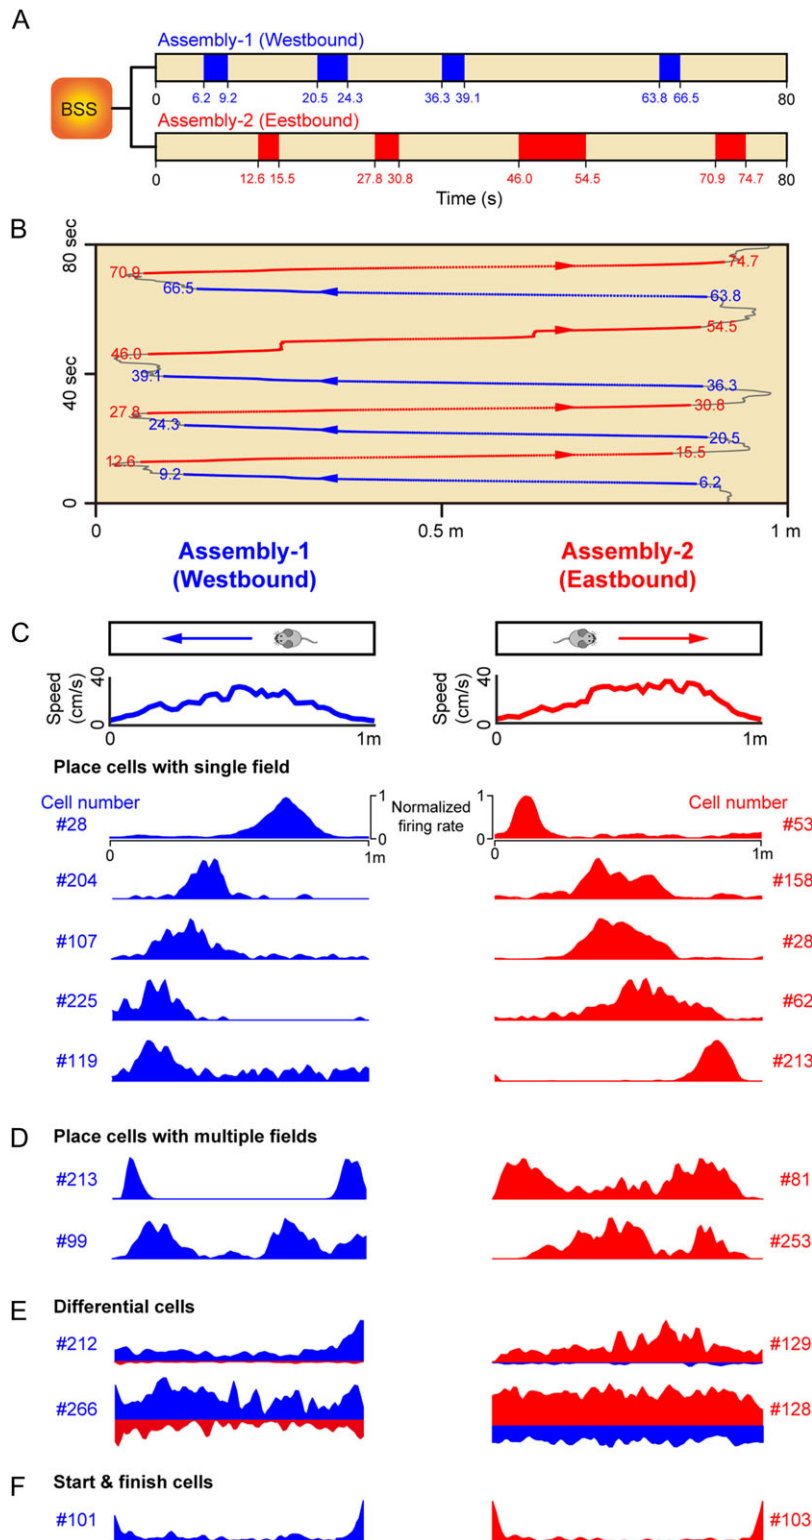 A
Assembly-1 (Westbound)
BSS
0
6.2 9.2 20.5 24.3 36.3 39.1 63.8 66.5
80
Assembly-2 (Eestbound)
0
12.6 15.5 27.8 30.8 46.0 54.5 70.9 74.7
80
Time (s)
B
80 sec
40 sec
0
70.9 74.7
66.5 63.8
46.0 54.5
39.1 36.3
27.8 30.8
24.3 20.5
12.6 15.5
9.2 6.2
0 0.5 m 1 m
Assembly-1 Assembly-2
(Westbound) (Eastbound)
C
Speed
(cm/s)
40
0
0 1m
Speed
(cm/s)
40
0
0 1m
Place cells with single field
Cell number
#28
1
0
Normalized
firing rate
1
0
Cell number
#53
0 1m 0 1m
#204 #158
#107 #28
#225 #62
#119 #213
D Place cells with multiple fields
#213 #81
#99 #253
E Differential cells
#212 #129
#266 #128
F Start & finish cells
#101 #103